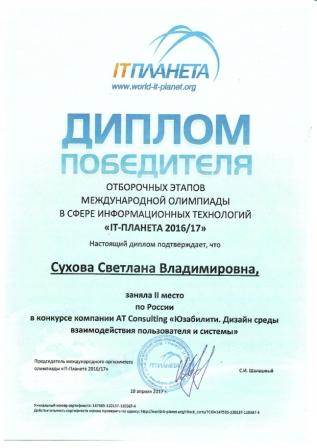 ITПЛАНЕТА
www.world-it-planet.org
ДИПЛОМ
ПОБЕДИТЕЛЯ
ОТБОРОЧНЫХ ЭТАПОВ
МЕЖДУНАРОДНОЙ ОЛИМПИАДЫ
В СФЕРЕ ИНФОРМАЦИОННЫХ ТЕХНОЛОГИЙ
«IT-ПЛАНЕТА 2016/17»
Настоящий диплом подтверждает, что
Сухова Светлана Владимировна,
заняла II место
по России
в конкурсе компании AT Consulting «Юзабилити. Дизайн среды
взаимодействия пользователя и системы»
Председатель международного оргкомитета
олимпиады «IT-Планета 2016/17»
С.И. Шалашный
ITПЛАНЕТА
18 апреля 2017 г.
Уникальный номер сертификата:
Действительность сертификата можно проверить по адресу: